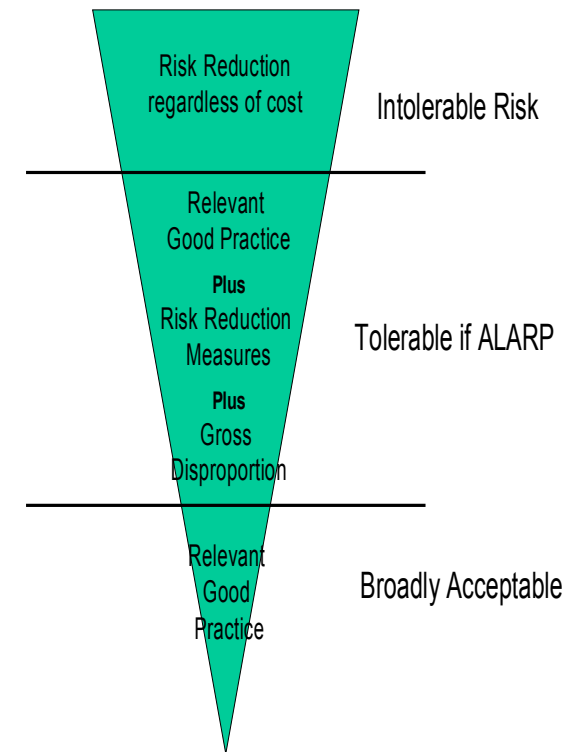 Risk Reduction
regardless of cost
Intolerable Risk
Relevant
Good Practice
Plus
Risk Reduction
Measures
Plus
Gross
Disproportion
Tolerable if ALARP
Relevant
Good
Practice
Broadly Acceptable